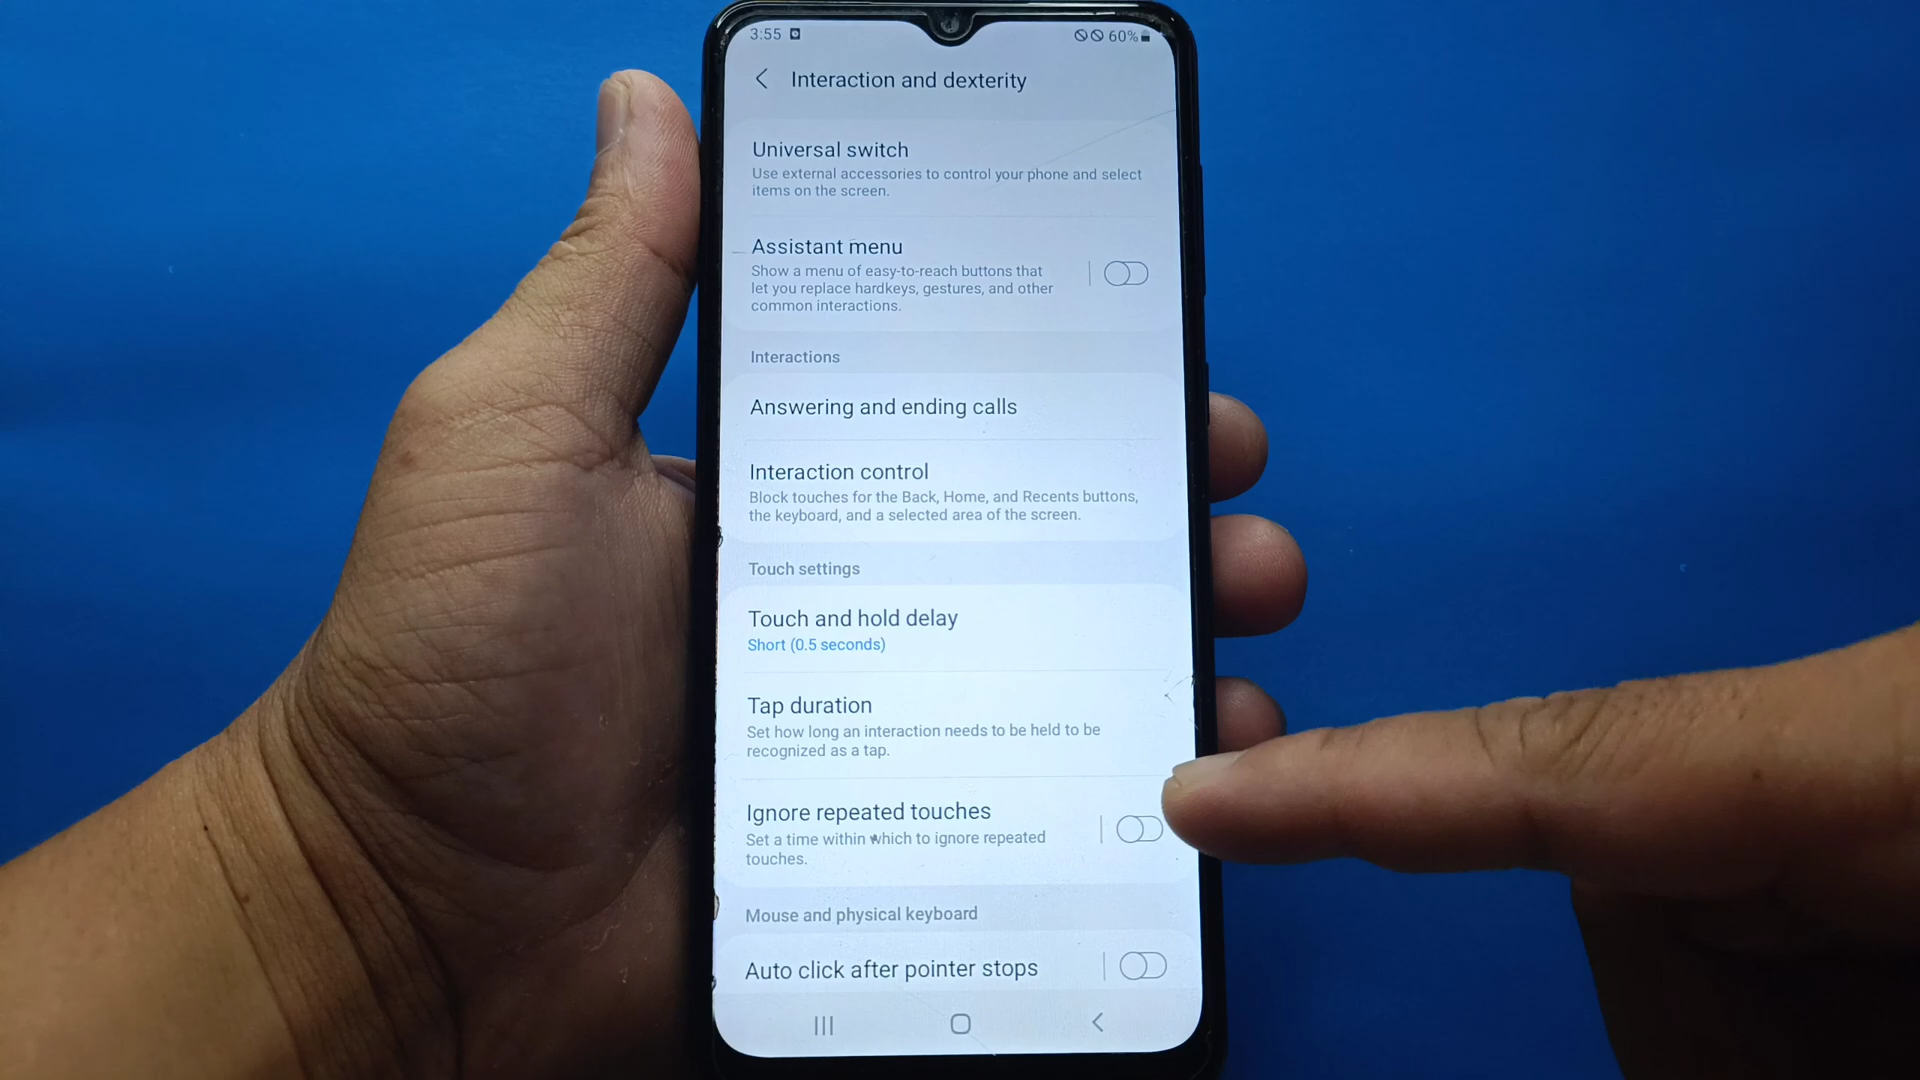 3:55 60%
Interaction and dexterity
Universal switch
Use external accessories to control your phone and select
items on the screen.
Assistant menu
Show a menu of easy-to-reach buttons that
let you replace hardkeys, gestures, and other
common interactions.
Interactions
Answering and ending calls
Interaction control
Block touches for the Back, Home, and Recents buttons,
the keyboard, and a selected area of the screen.
Touch settings
Touch and hold delay
Short (0.5 seconds)
Tap duration
Set how long an interaction needs to be held to be
recognized as a tap.
Ignore repeated touches
Set a time within which to ignore repeated
touches.
Mouse and physical keyboard
Auto click after pointer stops